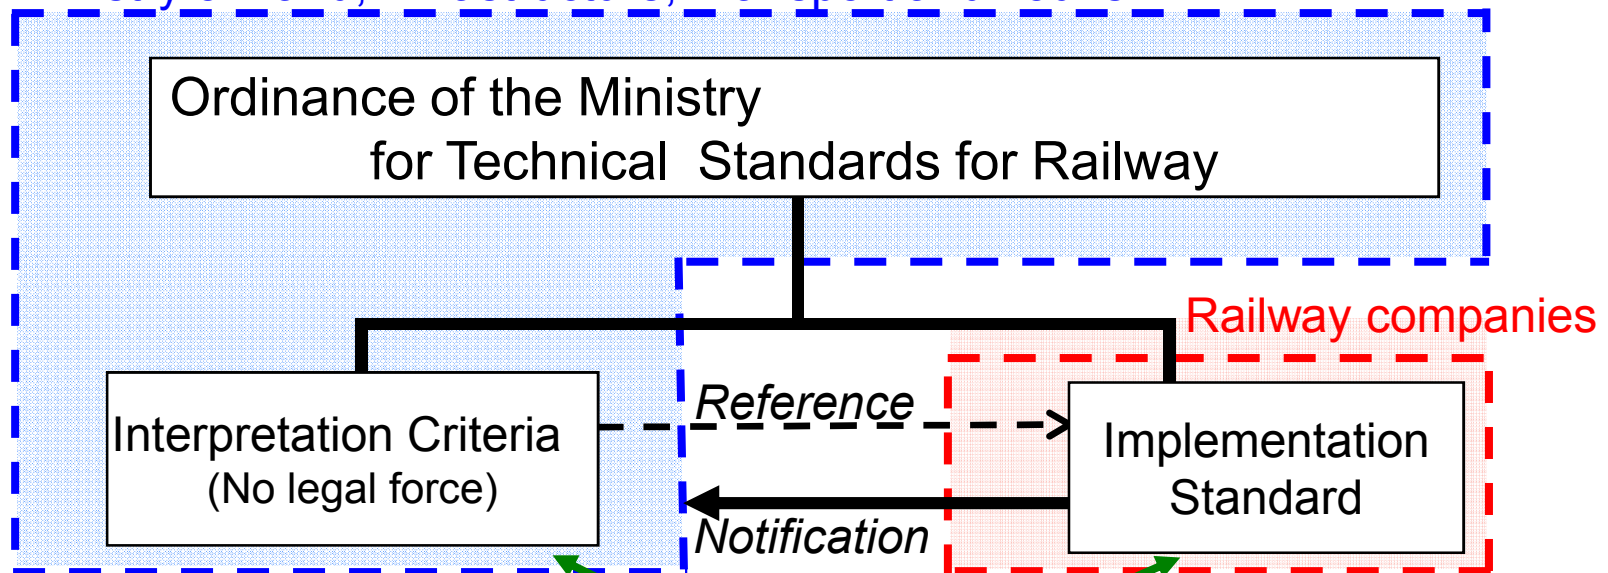 Ordinance of the Ministry
for Technical Standards for Railway
Railway companies
Reference
Interpretation Criteria
(No legal force)
Implementation
Standard
Notification